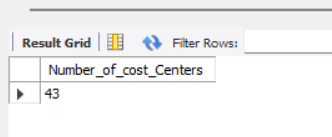 Result Grid | Filter Rows:
Number_of_cost_Centers
43